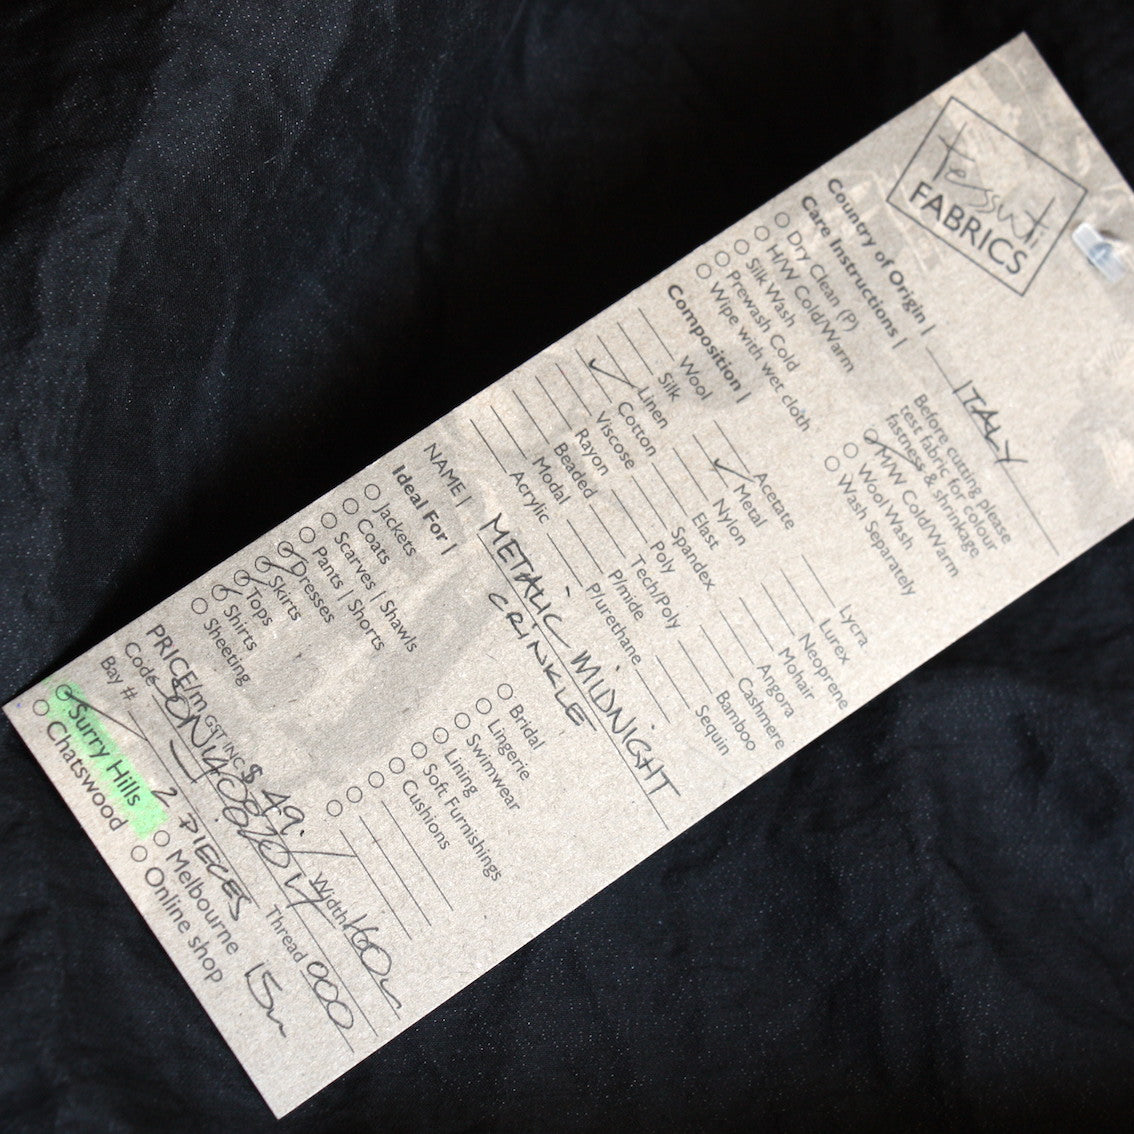 Tessuti
FABRICS
Country of Origin | ITALY
Care Instructions |
Dry Clean (P)
H/W Cold/Warm
Silk Wash
Prewash Cold
Wipe with wet cloth
Before cutting please
test fabric for colour
fastness & shrinkage
M/W Cold/Warm
Wool Wash
Wash Separately
Composition |
Wool
Silk
Linen
Cotton
Viscose
Rayon
Beaded
Modal
Acrylic
Acetate
Metal
Nylon
Elast
Spandex
Poly
Tech/Poly
P/mide
P/urethane
Lycra
Lurex
Neoprene
Mohair
Angora
Cashmere
Bamboo
Sequin
NAME | METALIC MIDNIGHT
CRINKLE
Ideal For |
Jackets
Coats
Scarves | Shawls
Pants | Shorts
Dresses
Skirts
Tops
Shirts
Sheeting
Bridal
Lingerie
Swimwear
Lining
Soft Furnishings
Cushions
PRICE/m GST INC $ 49. Width 160
Code Thread 000
Bay #. 2 PIECES 15m
Surry Hills
Chatswood
Melbourne
Online shop